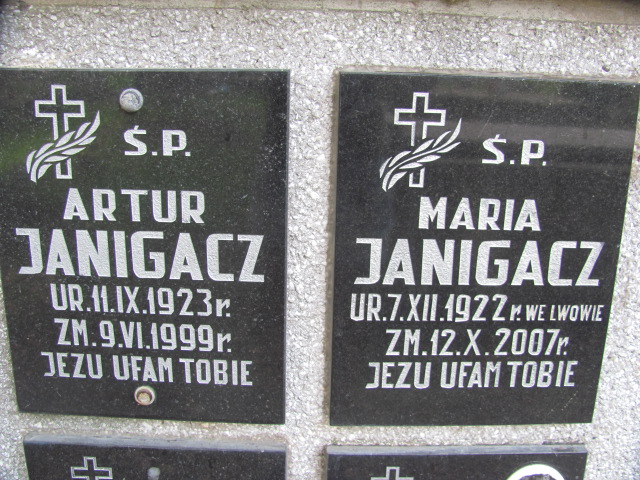 Ś.P.
ARTUR
JANIGACZ
UR.11.IX.1923r.
ZM.9.VI.1999r.
JEZU UFAM TOBIE
Ś.P.
MARIA
JANIGACZ
UR.7.XII.1922r. WE LWOWIE
ZM.12.X.2007r.
JEZU UFAM TOBIE